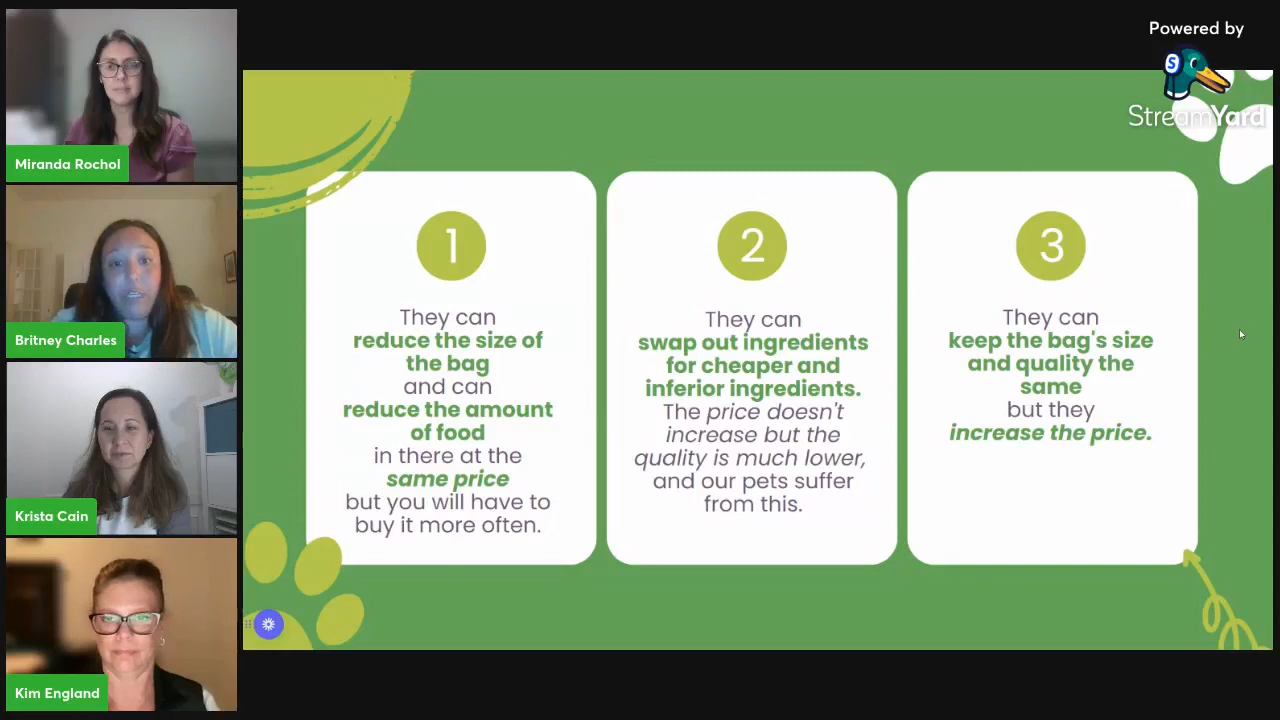 Powered by
StreamYard
Miranda Rochol
Britney Charles
Krista Cain
Kim England
1
They can
reduce the size of
the bag
and can
reduce the amount
of food
in there at the
same price
but you will have to
buy it more often.
2
They can
swap out ingredients
for cheaper and
inferior ingredients.
The price doesn't
increase but the
quality is much lower,
and our pets suffer
from this.
3
They can
keep the bag's size
and quality the
same
but they
increase the price.